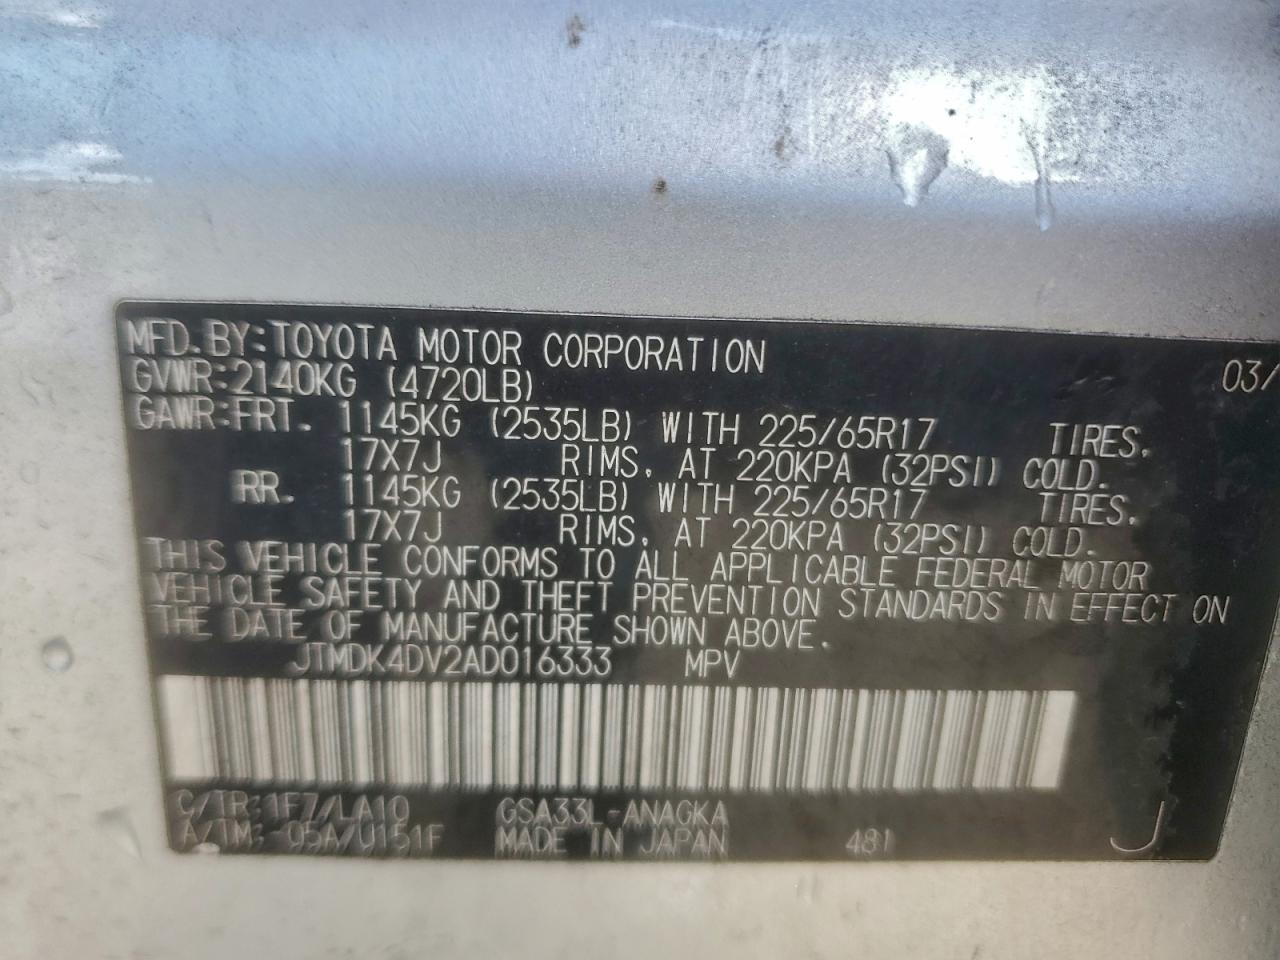 MFD. BY: TOYOTA MOTOR CORPORATION 03/
GVWR: 2140KG (4720LB)
GAWR: FRT. 1145KG (2535LB) WITH 225/65R17 TIRES,
17X7J RIMS, AT 220KPA (32PSI) COLD.
RR. 1145KG (2535LB) WITH 225/65R17 TIRES,
17X7J RIMS, AT 220KPA (32PSI) COLD.
THIS VEHICLE CONFORMS TO ALL APPLICABLE FEDERAL MOTOR
VEHICLE SAFETY AND THEFT PREVENTION STANDARDS IN EFFECT ON
THE DATE OF MANUFACTURE SHOWN ABOVE.
JTMDK4DV2AD016333 MPV
C/TR: 1F7/LA10 GSA33L-ANAGKA
A/TM: -05A/U151F MADE IN JAPAN 481 J